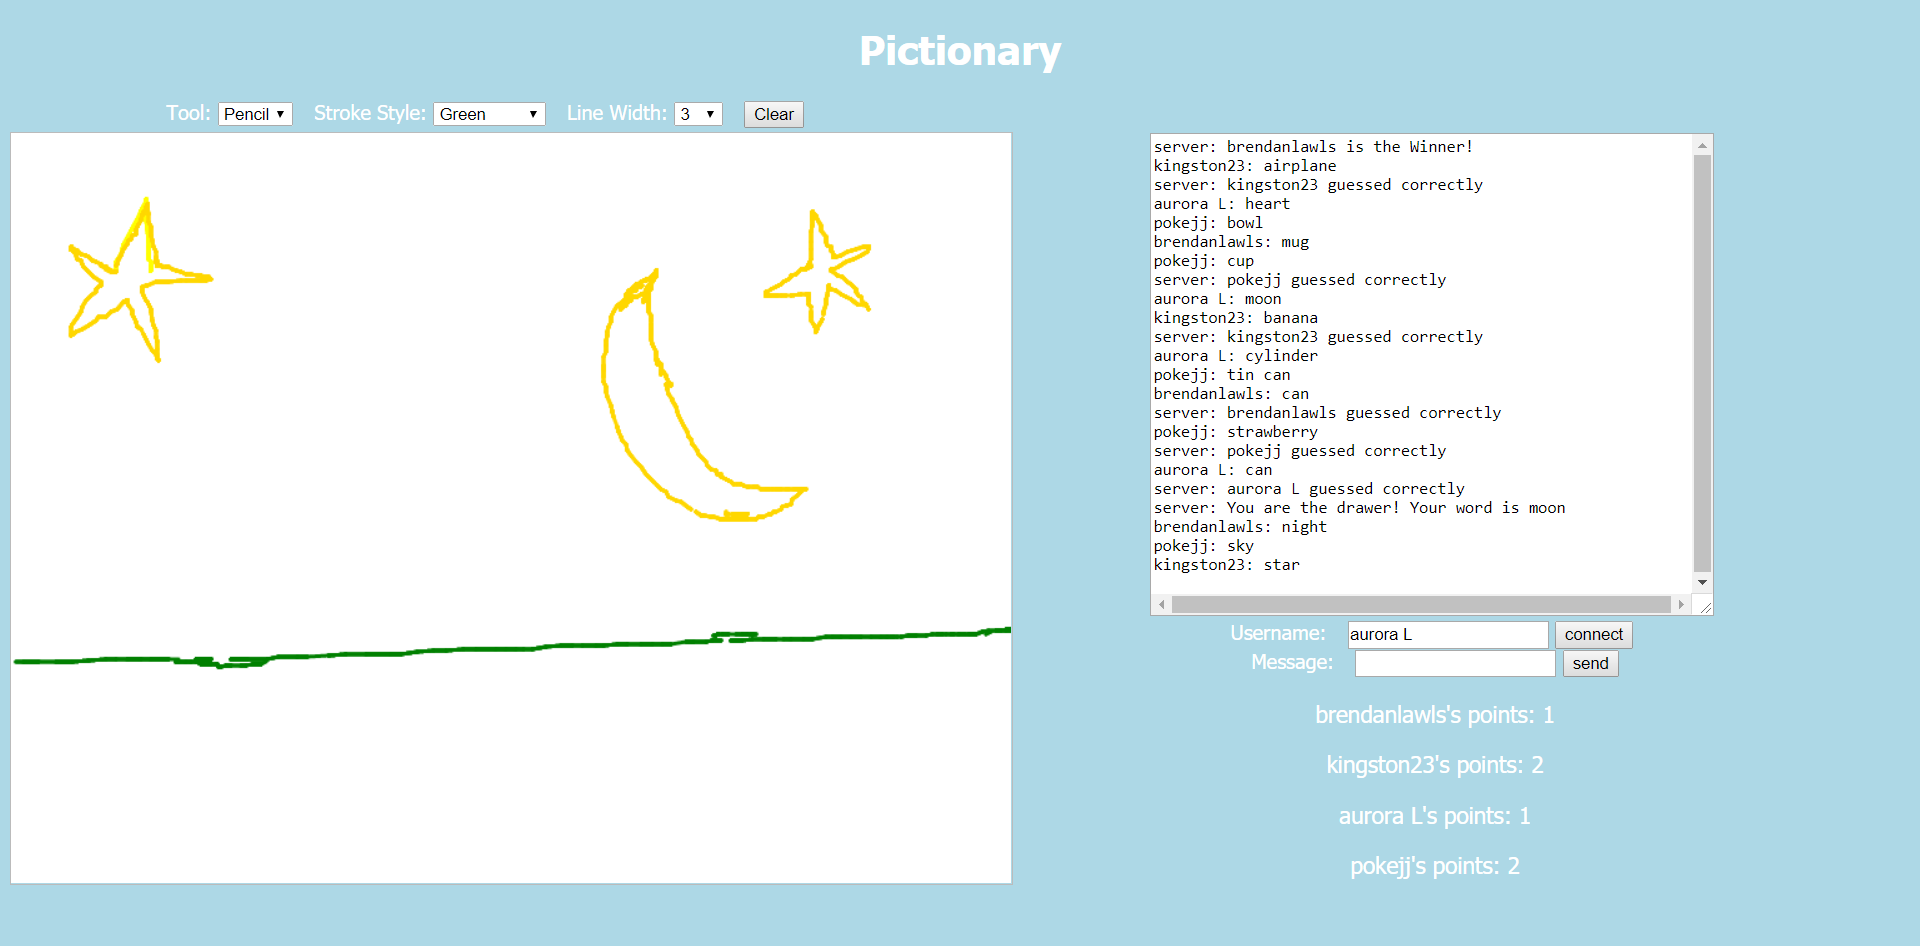 Pictionary
Tool: Pencil Stroke Style: Green Line Width: 3 Clear
server: brendanlawls is the Winner!
kingston23: airplane
server: kingston23 guessed correctly
aurora L: heart
pokejj: bowl
brendanlawls: mug
pokejj: cup
server: pokejj guessed correctly
aurora L: moon
kingston23: banana
server: kingston23 guessed correctly
aurora L: cylinder
pokejj: tin can
brendanlawls: can
server: brendanlawls guessed correctly
pokejj: strawberry
server: pokejj guessed correctly
aurora L: can
server: aurora L guessed correctly
server: You are the drawer! Your word is moon
brendanlawls: night
pokejj: sky
kingston23: star
Username: aurora L connect
Message: send
brendanlawls's points: 1
kingston23's points: 2
aurora L's points: 1
pokejj's points: 2